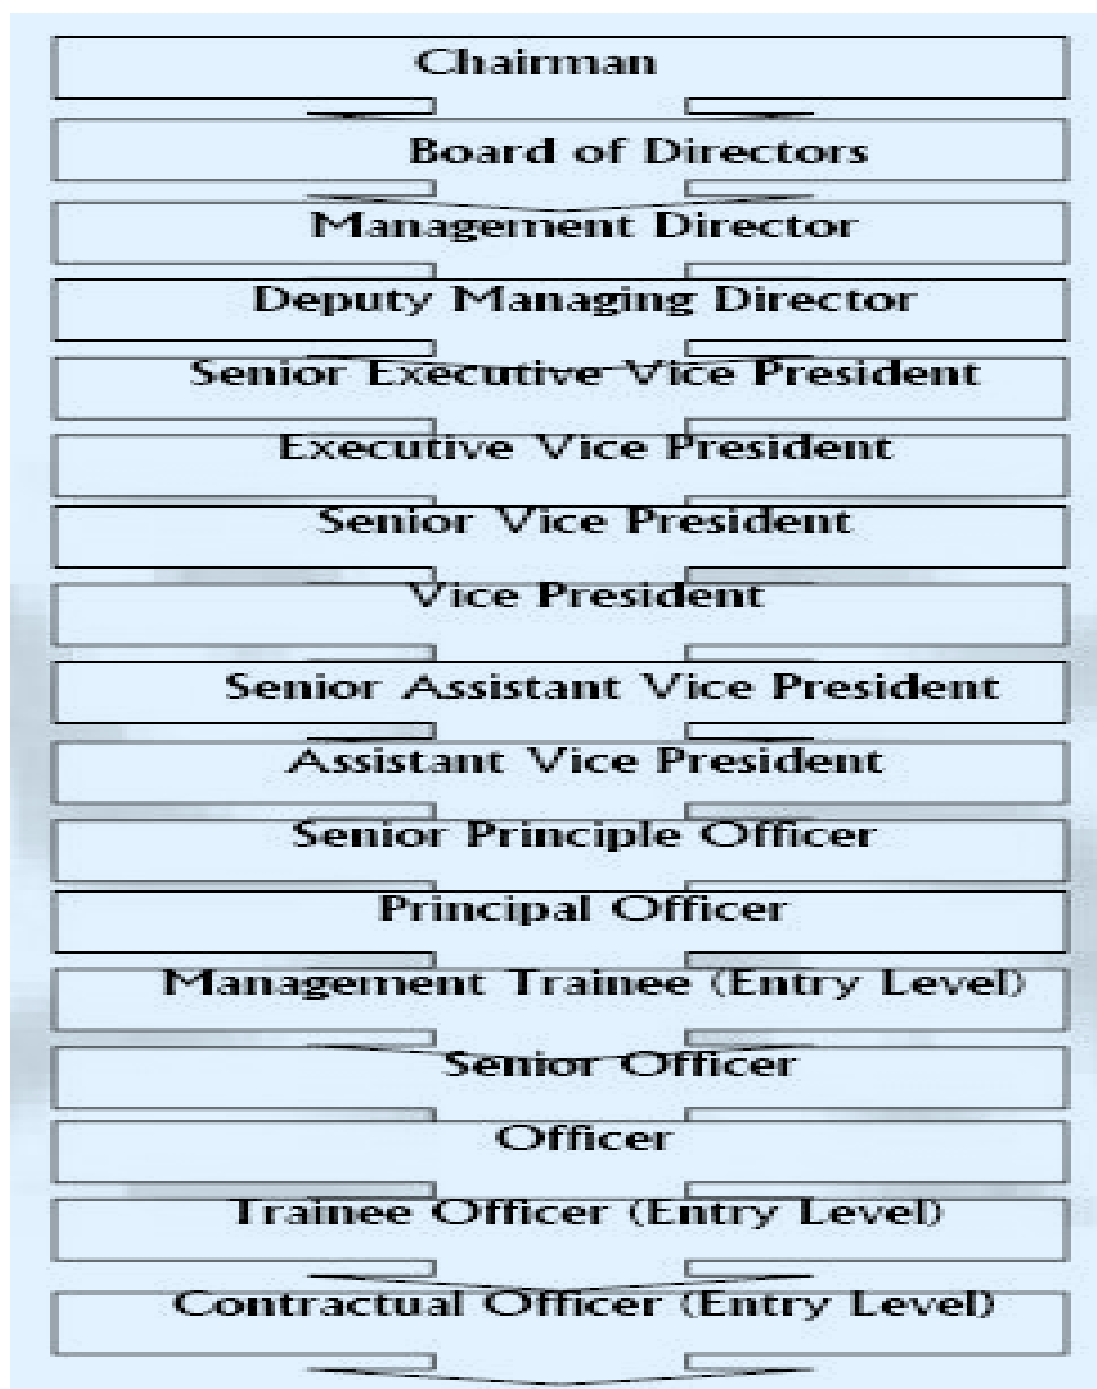 Chairman
Board of Directors
Management Director
Deputy Managing Director
Senior Executive Vice President
Executive Vice President
Senior Vice President
Vice President
Senior Assistant Vice President
Assistant Vice President
Senior Principle Officer
Principal Officer
Management Trainee (Entry Level)
Senior Officer
Officer
Trainee Officer (Entry Level)
Contractual Officer (Entry Level)